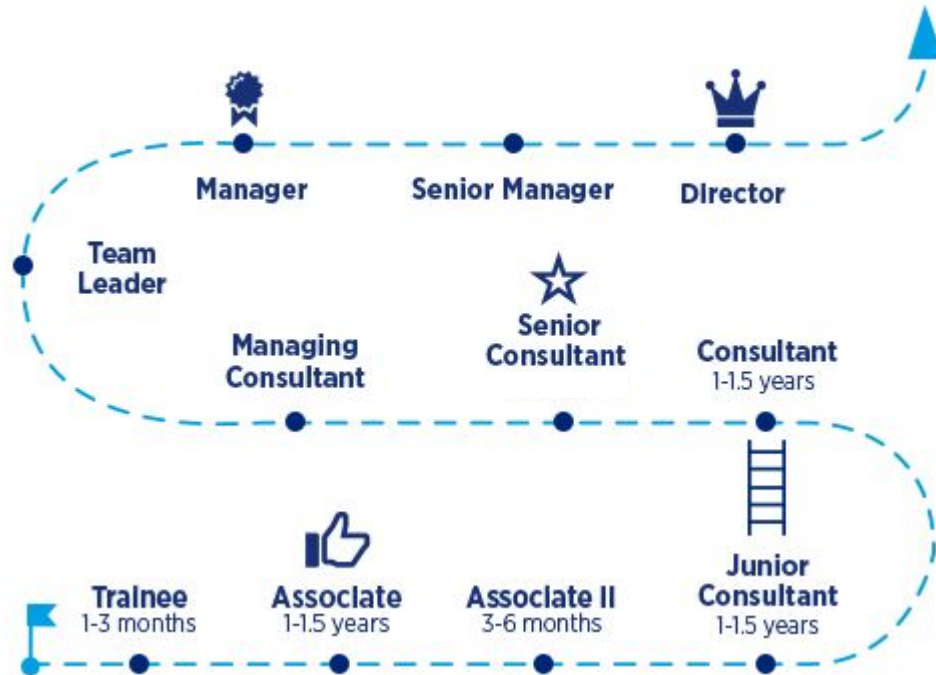 Manager
Senior Manager
Director
Team
Leader
Managing
Consultant
Senior
Consultant
Consultant
1-1.5 years
Trainee
1-3 months
Associate
1-1.5 years
Associate II
3-6 months
Junior
Consultant
1-1.5 years